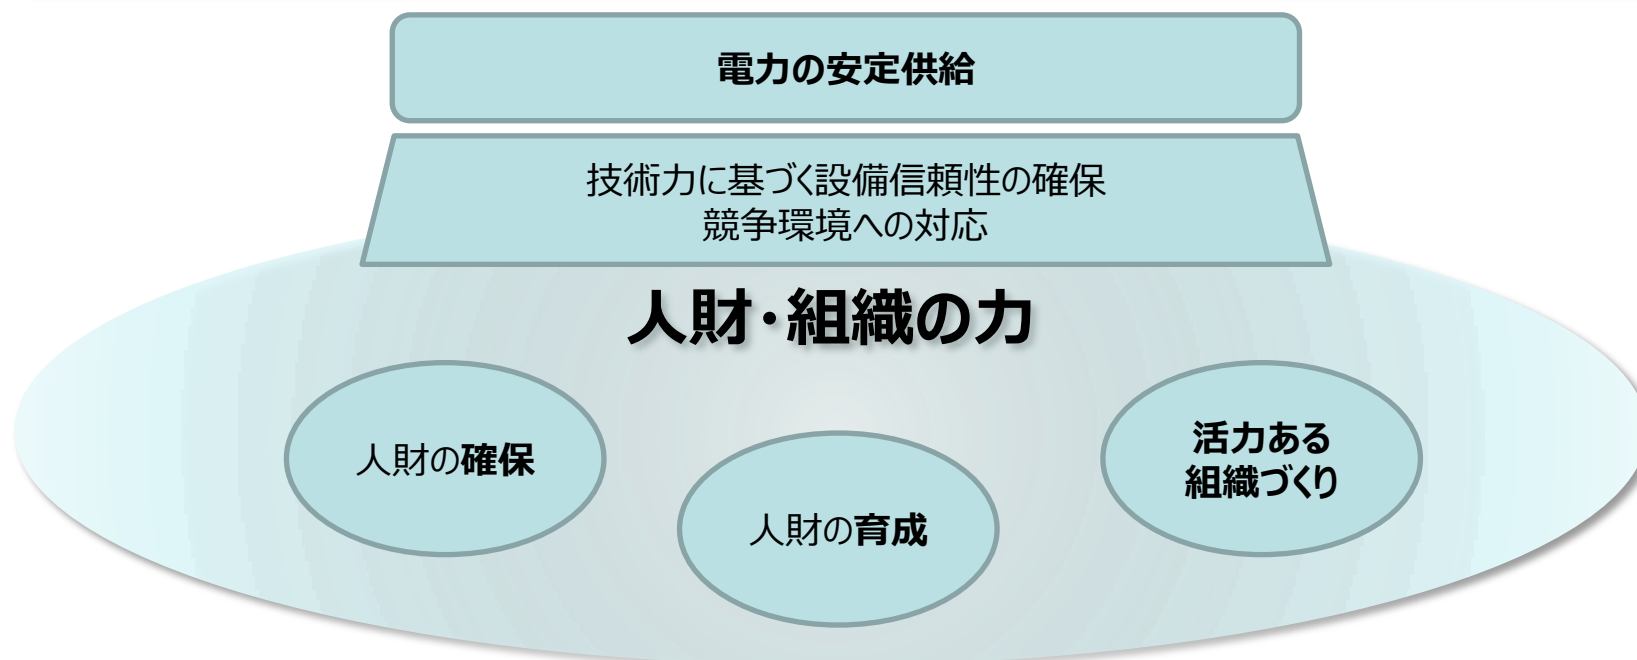 電力の安定供給
技術力に基づく設備信頼性の確保
競争環境への対応
人財・組織の力
人財の確保
人財の育成
活力ある
組織づくり